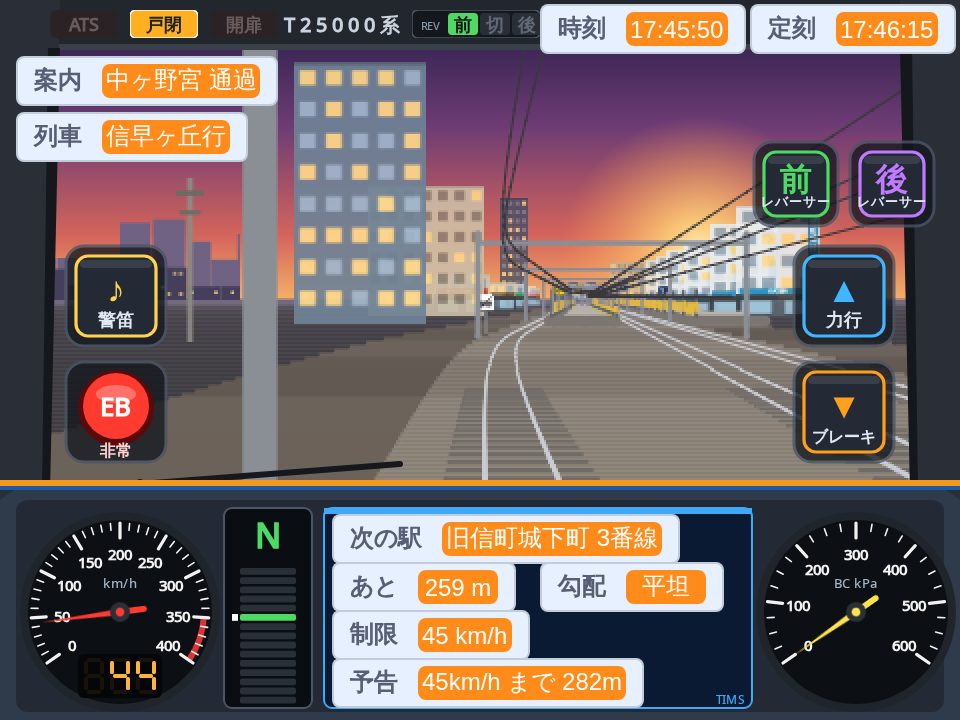 ATS 戸閉 開扉 T25000系 REV 前 切 後
時刻 17:45:50 定刻 17:46:15
案内 中ヶ野宮 通過
列車 信早ヶ丘行
前 レバーサー
後 レバーサー
♪ 警笛
▲ 力行
EB 非常
▼ ブレーキ
0 50 100 150 200 250 300 350 400
km/h
44
N
次の駅 旧信町城下町 3番線
あと 259 m 勾配 平坦
制限 45 km/h
予告 45km/h まで 282m
TIMS
0 100 200 300 400 500 600
BC kPa